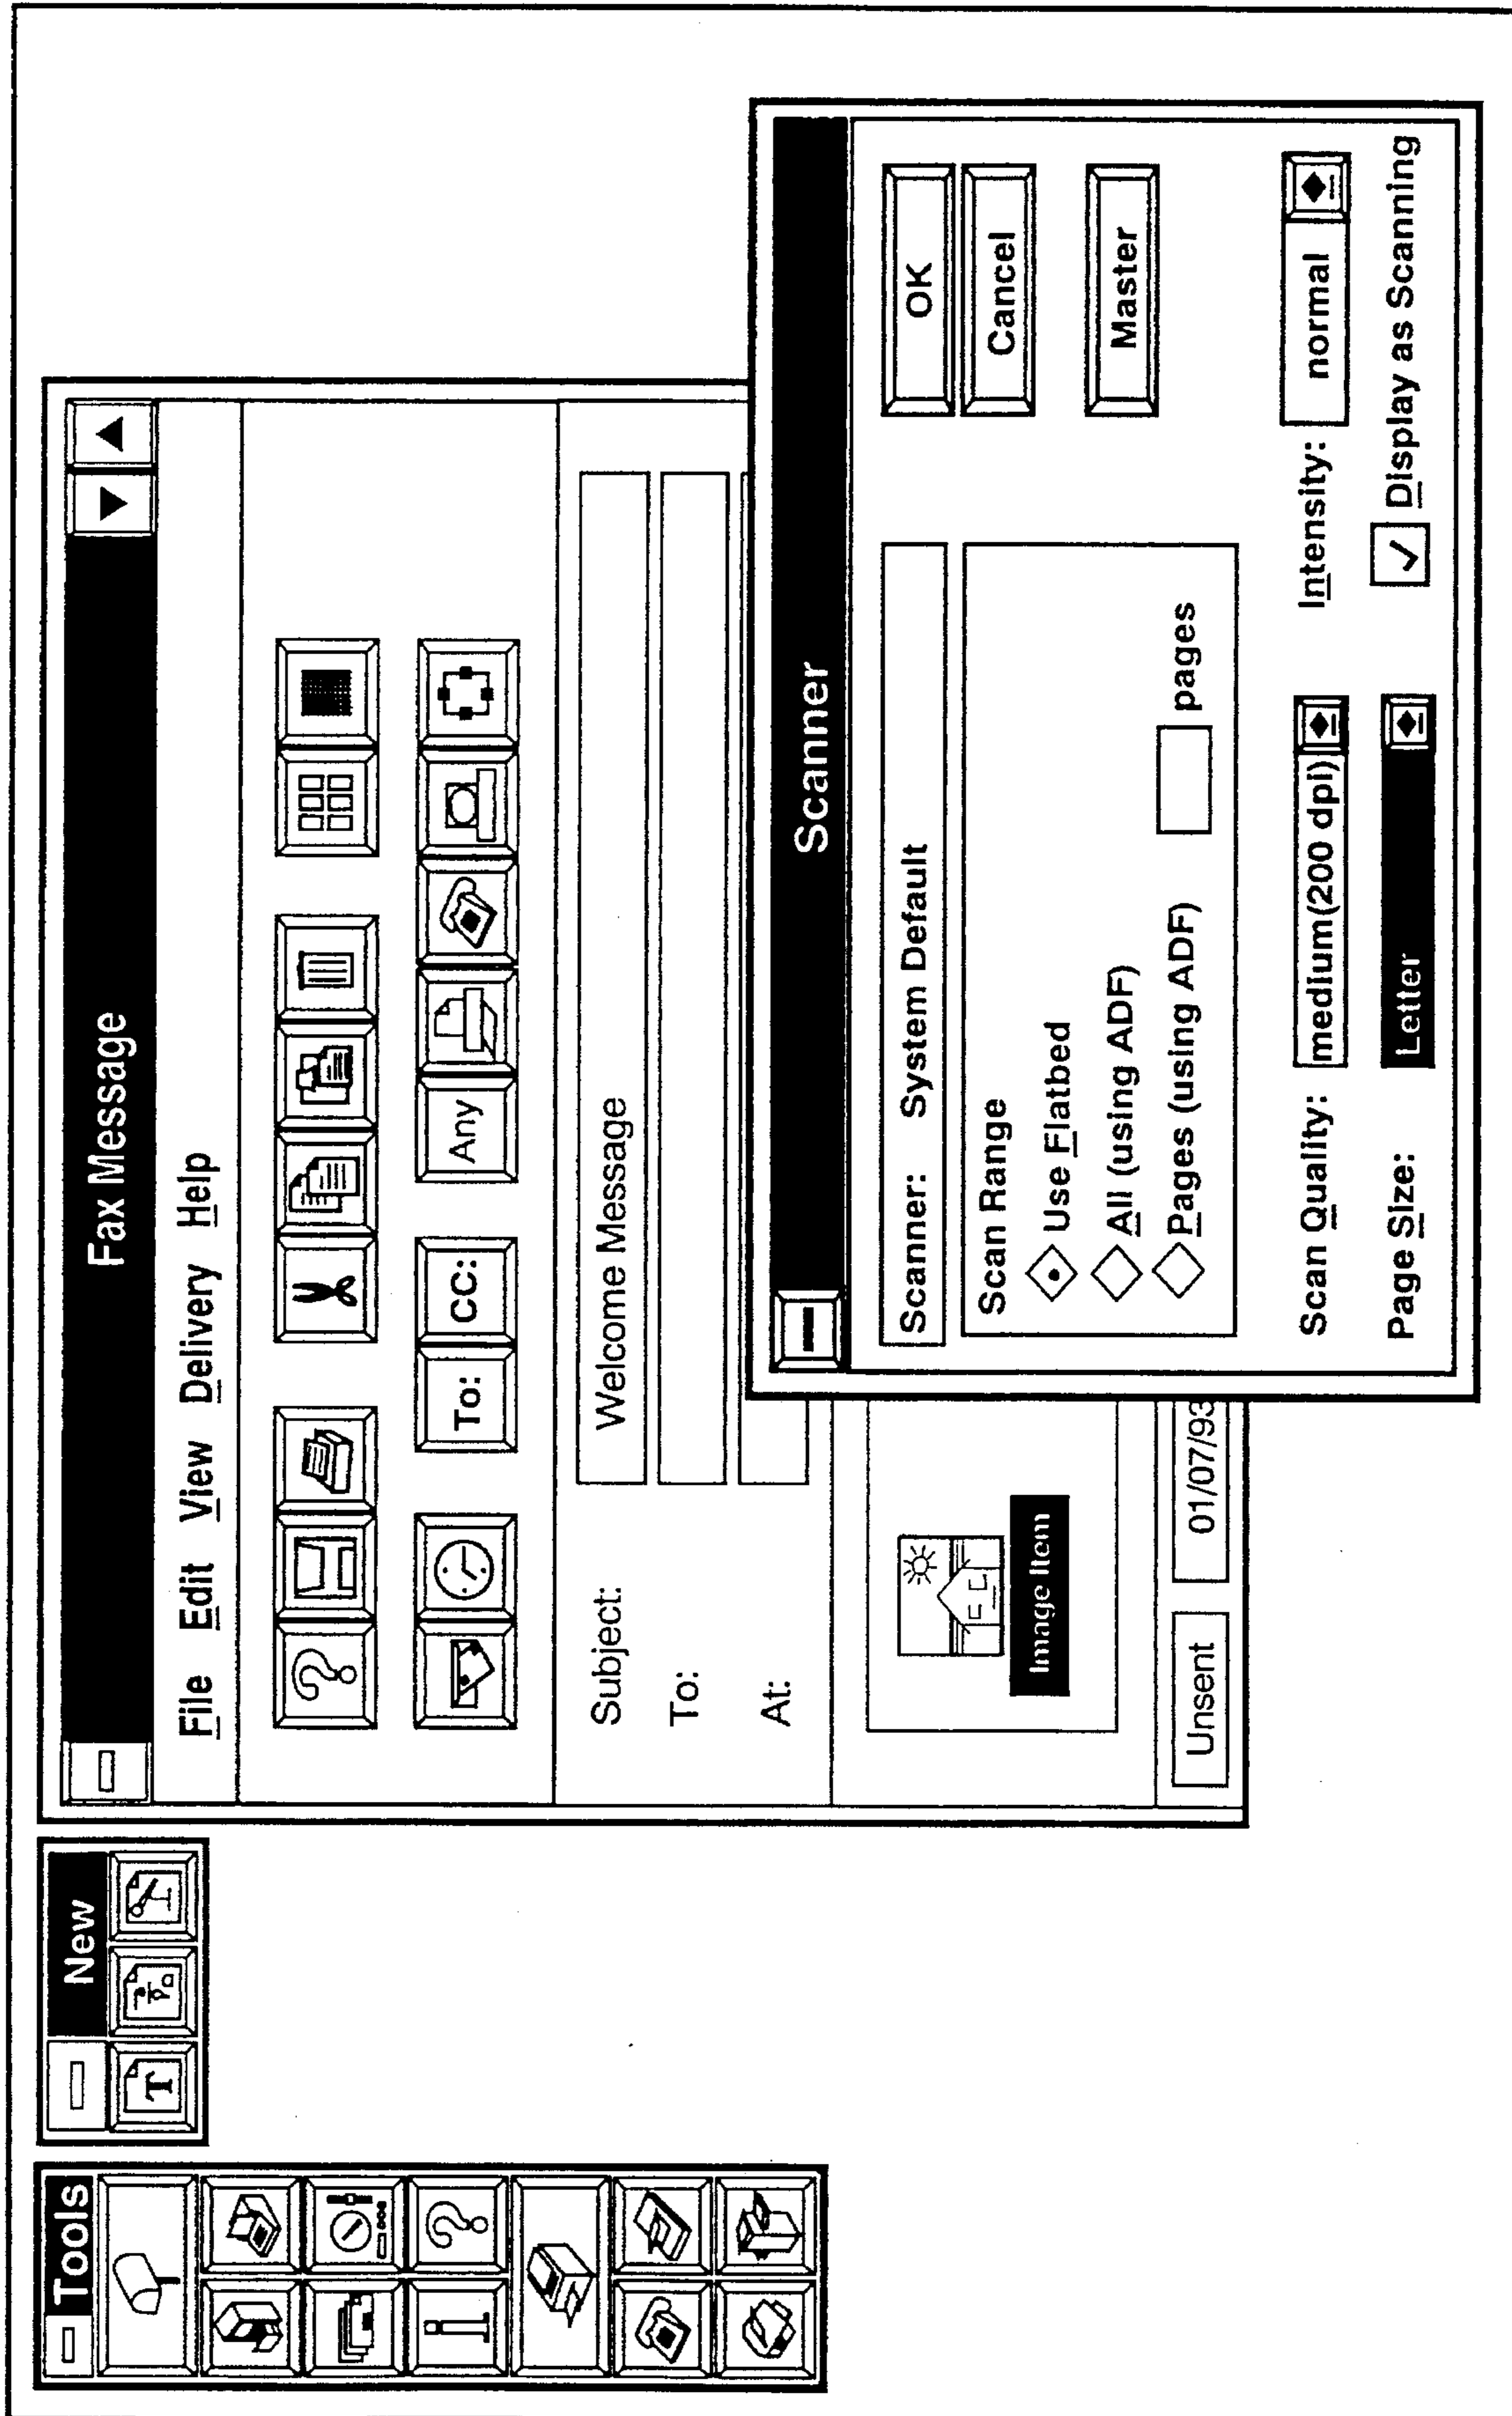 Tools
T
i
?
New
T
Fax Message
File Edit View Delivery Help
?
To: CC: Any
Subject: Welcome Message
To:
At:
Image Item
Unsent 01/07/93
Scanner
Scanner: System Default
OK
Cancel
Master
Scan Range
Use Flatbed
All (using ADF)
Pages (using ADF) pages
Scan Quality: medium(200 dpi) Intensity: normal
Page Size: Letter Display as Scanning